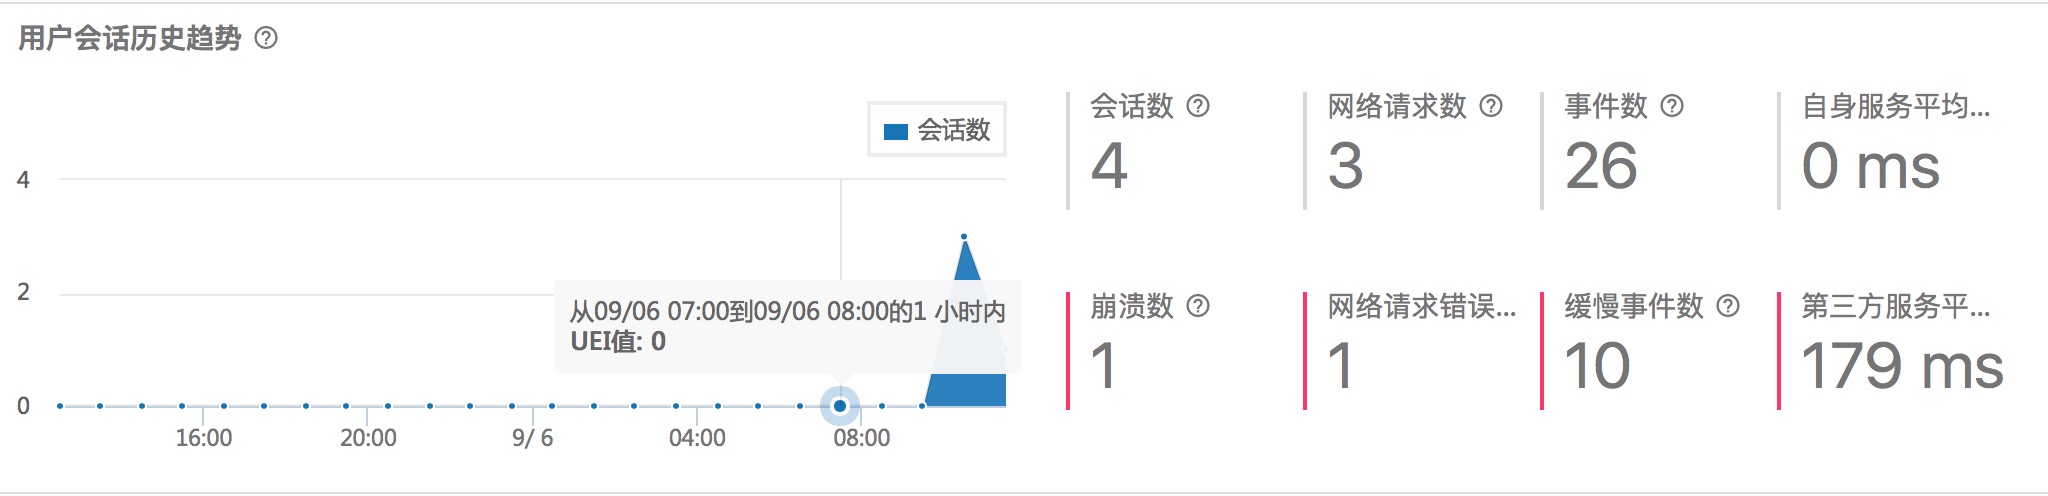 用户会话历史趋势
会话数
4
2
0
从09/06 07:00到09/06 08:00的1 小时内
UEI值: 0
16:00
20:00
9/ 6
04:00
08:00
会话数
4
网络请求数
3
事件数
26
自身服务平均...
0 ms
崩溃数
1
网络请求错误...
1
缓慢事件数
10
第三方服务平...
179 ms